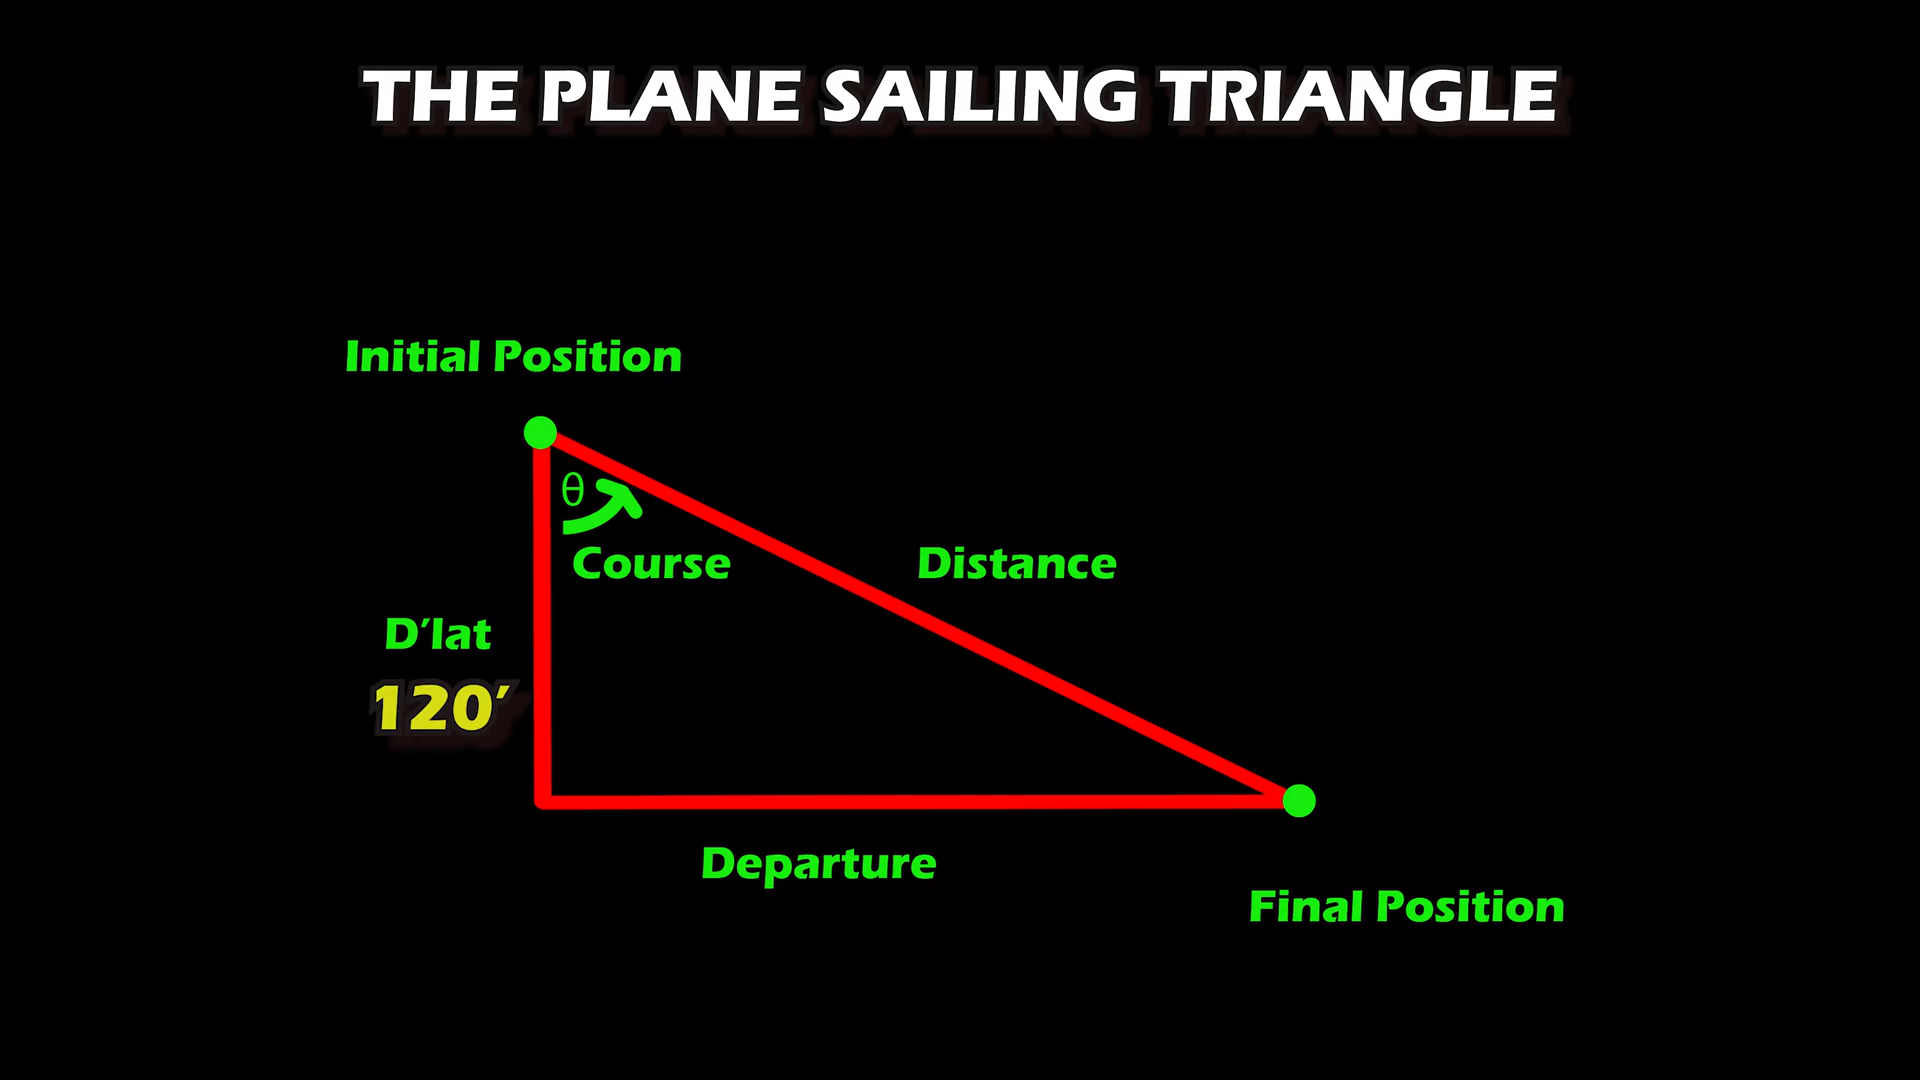 THE PLANE SAILING TRIANGLE
Initial Position
θ
Course
Distance
D'lat
120'
Departure
Final Position